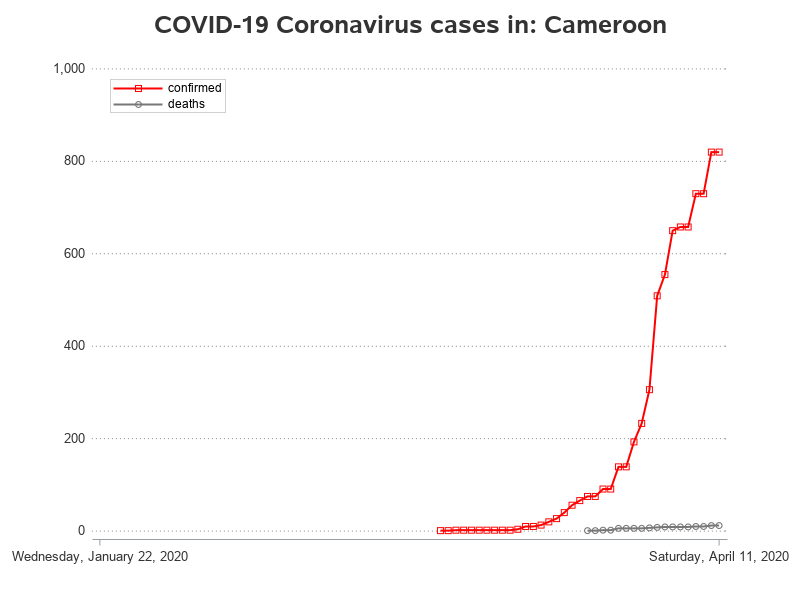 COVID-19 Coronavirus cases in: Cameroon
1,000
confirmed
deaths
800
600
400
200
0
Wednesday, January 22, 2020 Saturday, April 11, 2020